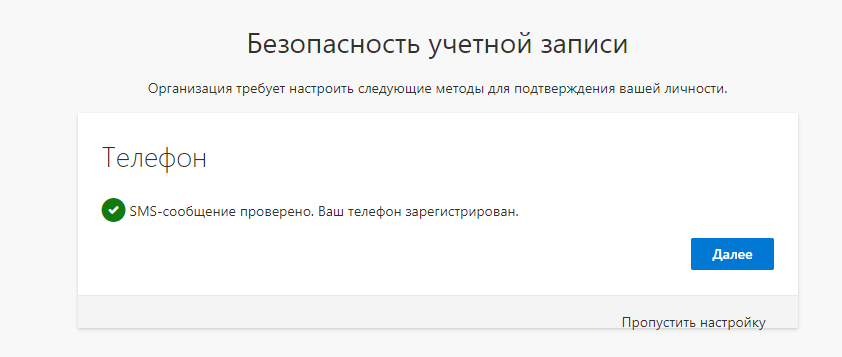 Безопасность учетной записи
Организация требует настроить следующие методы для подтверждения вашей личности.
Телефон
SMS-сообщение проверено. Ваш телефон зарегистрирован.
Далее
Пропустить настройку